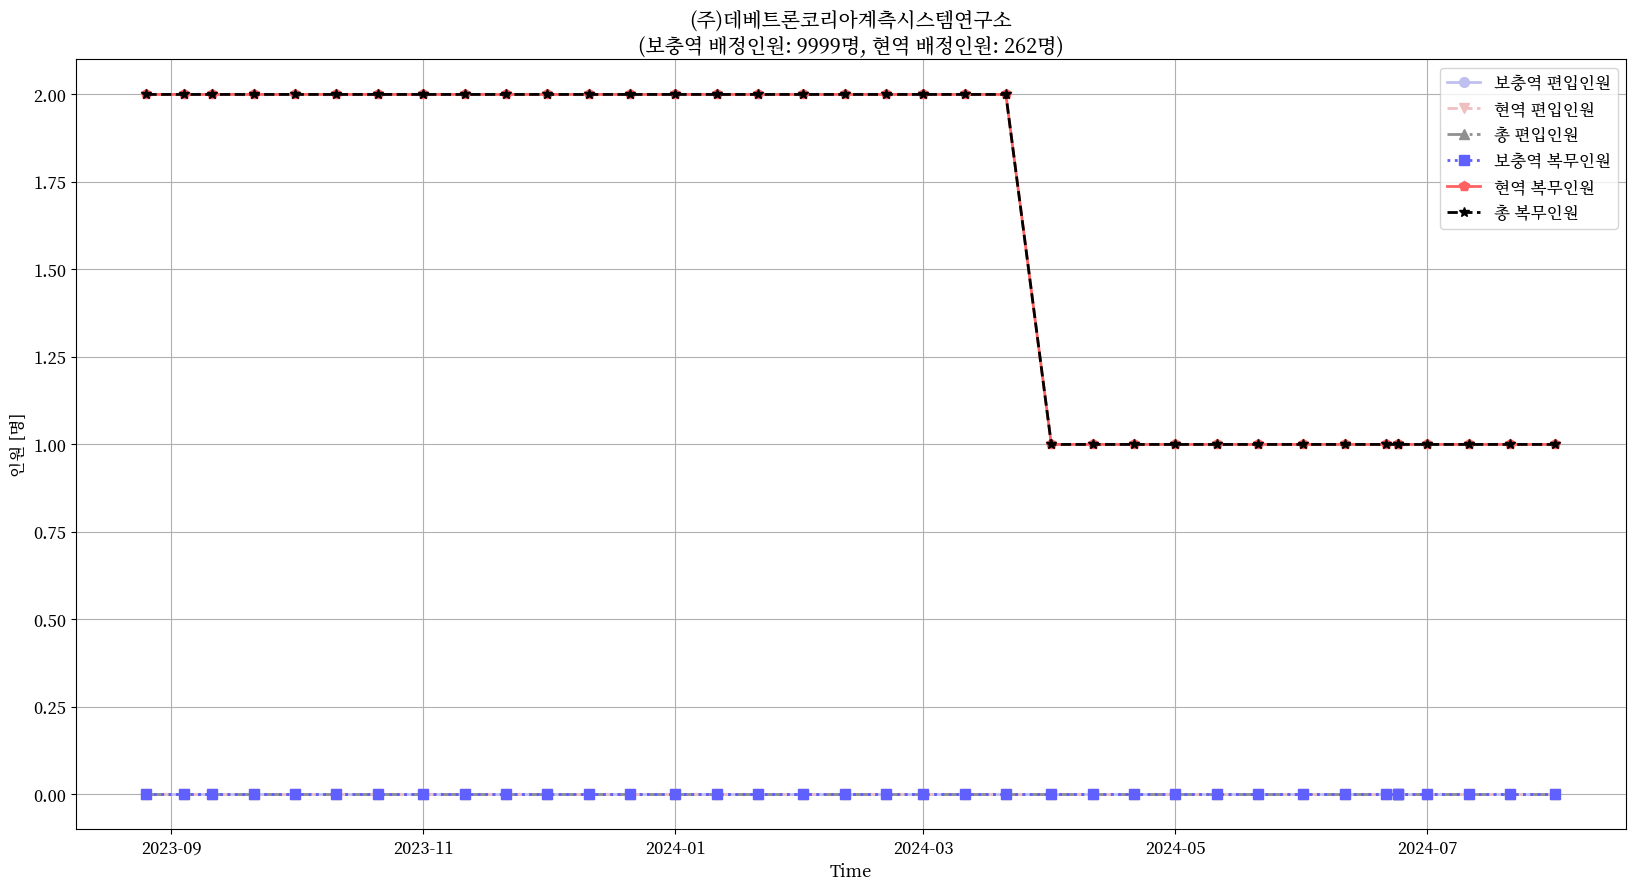 (주)데베트론코리아계측시스템연구소
(보충역 배정인원: 9999명, 현역 배정인원: 262명)
보충역 편입인원
현역 편입인원
총 편입인원
보충역 복무인원
현역 복무인원
총 복무인원
인원 [명]
2.00
1.75
1.50
1.25
1.00
0.75
0.50
0.25
0.00
2023-09
2023-11
2024-01
2024-03
2024-05
2024-07
Time